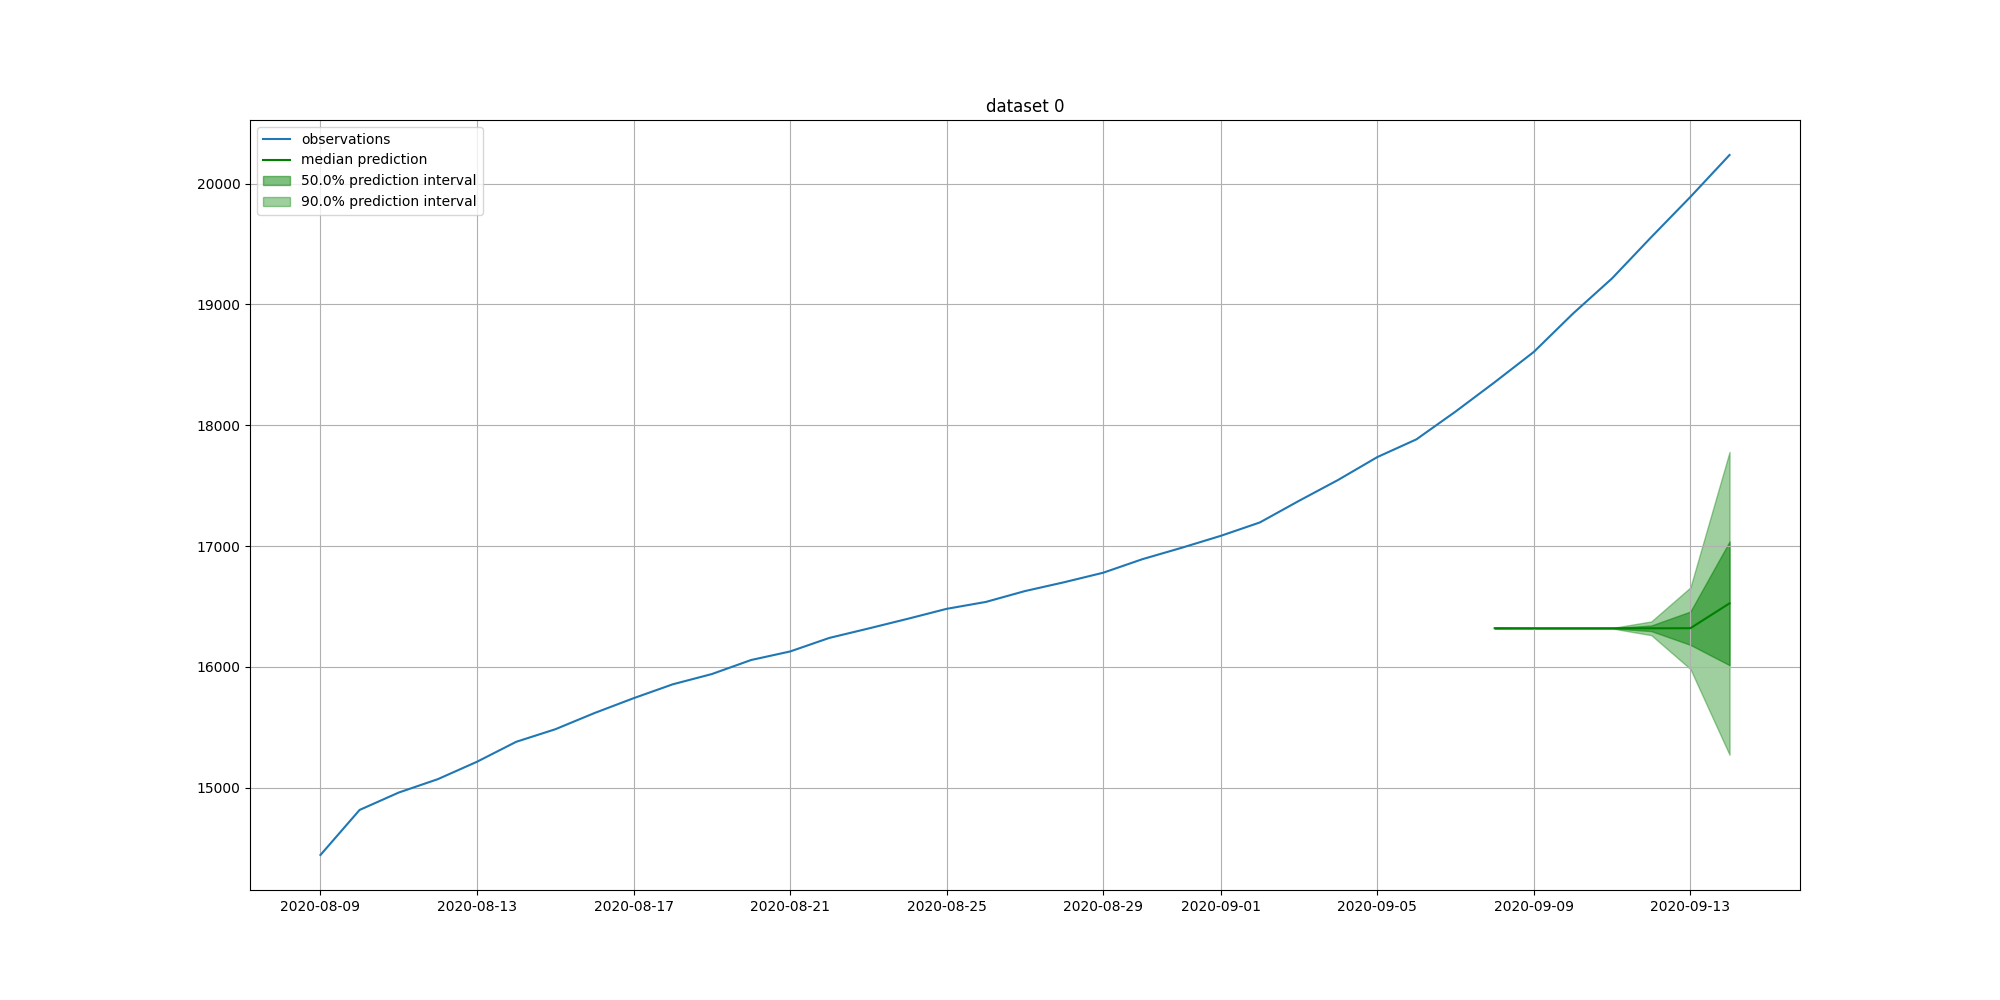 dataset 0
observations
median prediction
50.0% prediction interval
90.0% prediction interval
20000
19000
18000
17000
16000
15000
2020-08-09 2020-08-13 2020-08-17 2020-08-21 2020-08-25 2020-08-29 2020-09-01 2020-09-05 2020-09-09 2020-09-13